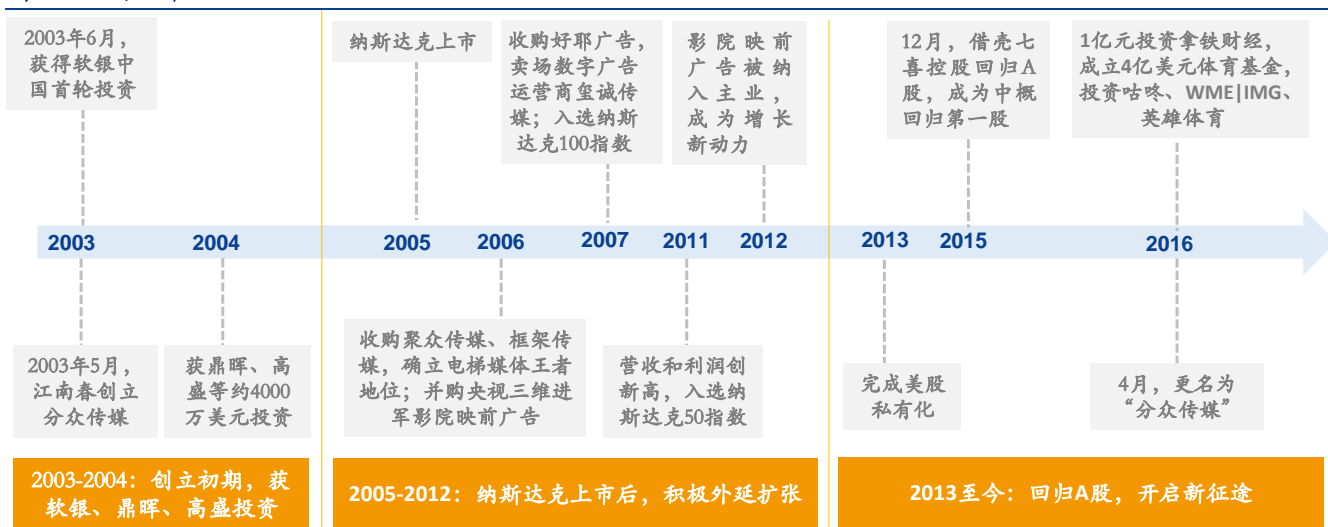 2003年6月，
获得软银中
国首轮投资
纳斯达克上市
收购好耶广告，
卖场数字广告
运营商玺诚传
媒；入选纳斯
达克100指数
影院映前
广告被纳
入主业，
成为增长
新动力
12月，借壳七
喜控股回归A
股，成为中概
回归第一股
1亿元投资拿铁财经，
成立4亿美元体育基金，
投资咕咚、WME|IMG、
英雄体育
2003
2004
2005
2006
2007
2011
2012
2013
2015
2016
2003年5月，
江南春创立
分众传媒
获鼎晖、高
盛等约4000
万美元投资
收购聚众传媒、框架传
媒，确立电梯媒体王者
地位；并购央视三维进
军影院映前广告
营收和利润创
新高，入选纳
斯达克50指数
完成美股
私有化
4月，更名为
“分众传媒”
2003-2004：创立初期，获
软银、鼎晖、高盛投资
2005-2012：纳斯达克上市后，积极外延扩张
2013至今：回归A股，开启新征途